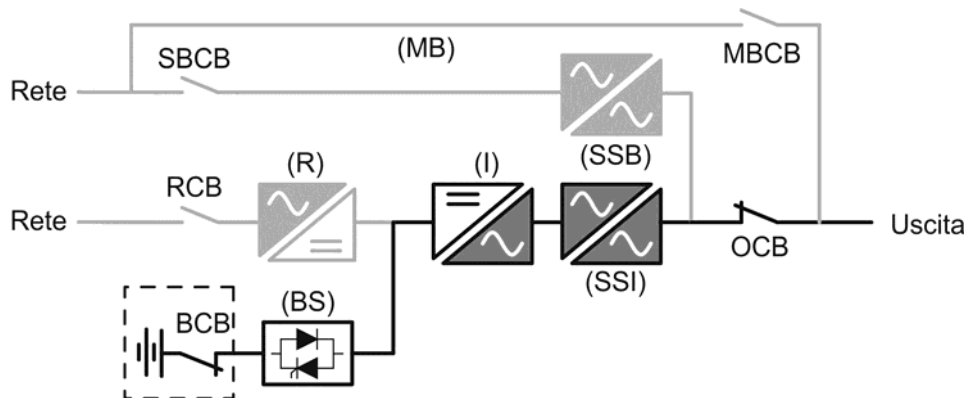 (MB)
MBCB
SBCB
Rete
(SSB)
(R)
(I)
RCB
Rete
Uscita
OCB
(SSI)
(BS)
BCB